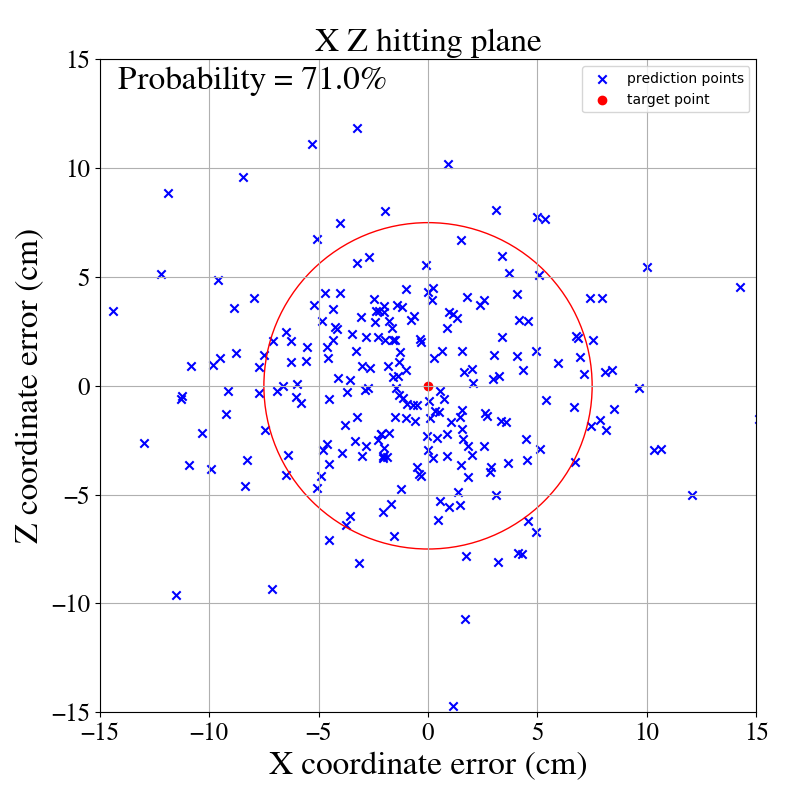 X Z hitting plane
Probability = 71.0%
prediction points
target point
15
10
5
0
−5
−10
−15
Z coordinate error (cm)
−15 −10 −5 0 5 10 15
X coordinate error (cm)